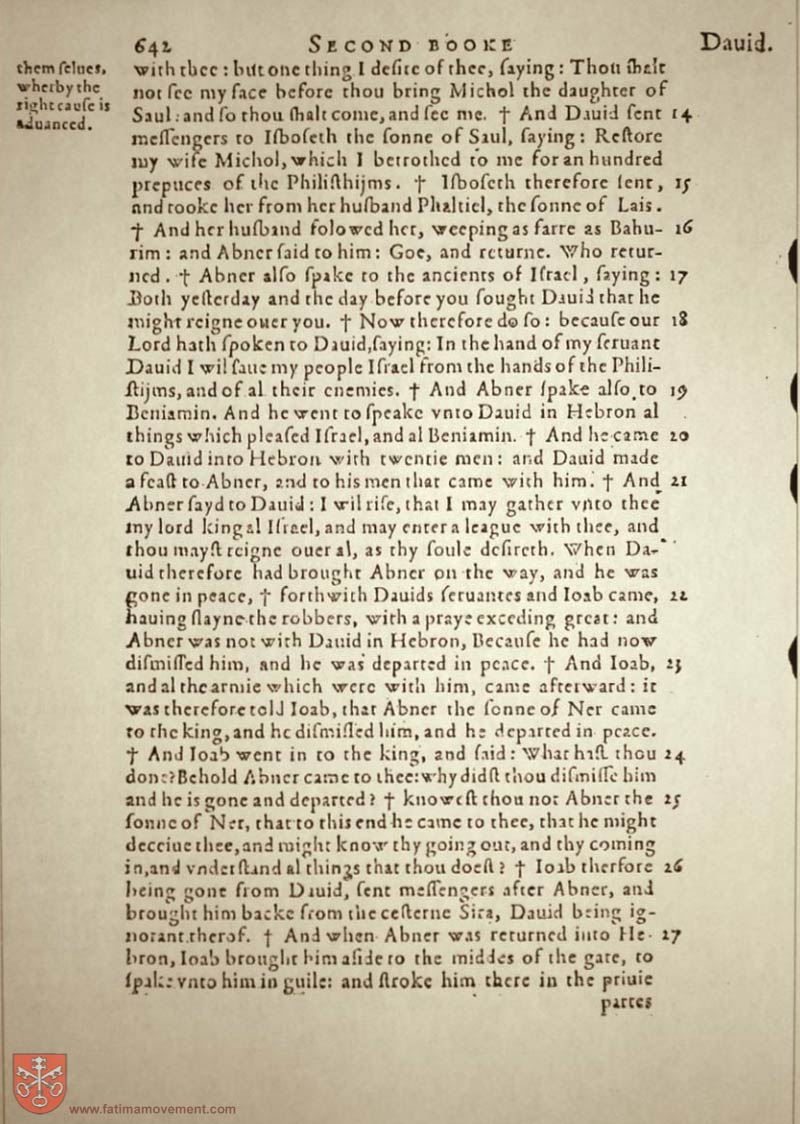 642 SECOND BOOKE Dauid.
them ſelues,
wherby the
right cauſe is
aduanced.
with thee: but one thing I deſire of thee, ſaying: Thou ſhalt
not ſee my face before thou bring Michol the daughter of
Saul: and ſo thou ſhalt come, and ſee me. † And Dauid ſent 14
meſſengers to Iſboſeth the ſonne of Saul, ſaying: Reſtore
my wife Michol, which I betrothed to me for an hundred
prepuces of the Philiſthijms. † Iſboſeth therefore ſent, 15
and tooke her from her huſband Phaltiel, the ſonne of Lais.
† And her huſband folowed her, weeping as farre as Bahu- 16
rim: and Abner ſaid to him: Goe, and returne. Who retur-
ned. † Abner alſo ſpake to the ancients of Iſrael, ſaying: 17
Both yeſterday and the day before you ſought Dauid that he
might reigne ouer you. † Now therefore do ſo: becauſe our 18
Lord hath ſpoken to Dauid, ſaying: In the hand of my ſeruant
Dauid I wil ſaue my people Iſrael from the hands of the Phili-
ſtijms, and of al their enemies. † And Abner ſpake alſo to 19
Beniamin. And he went to ſpeake vnto Dauid in Hebron al
things which pleaſed Iſrael, and al Beniamin. † And he came 20
to Dauid into Hebron with twentie men: and Dauid made
a feaſt to Abner, and to his men that came with him. † And 21
Abner ſayd to Dauid: I wil riſe, that I may gather vnto thee
my lord king al Iſrael, and may enter a league with thee, and
thou mayſt reigne ouer al, as thy ſoule deſireth. When Da-
uid therefore had brought Abner on the way, and he was
gone in peace, † forthwith Dauids ſeruantes and Ioab came, 22
hauing ſlayne the robbers, with a praye exceding great: and
Abner was not with Dauid in Hebron, Becauſe he had now
diſmiſſed him, and he was departed in peace. † And Ioab, 23
and al the armie which were with him, came afterward: it
was therefore told Ioab, that Abner the ſonne of Ner came
to the king, and he diſmiſſed him, and he departed in peace.
† And Ioab went in to the king, and ſaid: What haſt thou 24
done? Behold Abner came to thee: why didſt thou diſmiſſe him
and he is gone and departed? † knoweſt thou not Abner the 25
ſonne of Ner, that to this end he came to thee, that he might
deceiue thee, and might know thy going out, and thy coming
in, and vnderſtand al things that thou doeſt? † Ioab therfore 26
being gone from Dauid, ſent meſſengers after Abner, and
brought him backe from the ceſterne Sira, Dauid being ig-
norant therof. † And when Abner was returned into He- 27
bron, Ioab brought him aſide to the middes of the gate, to
ſpake vnto him in guile: and ſtroke him there in the priuie
partes
www.fatimamovement.com